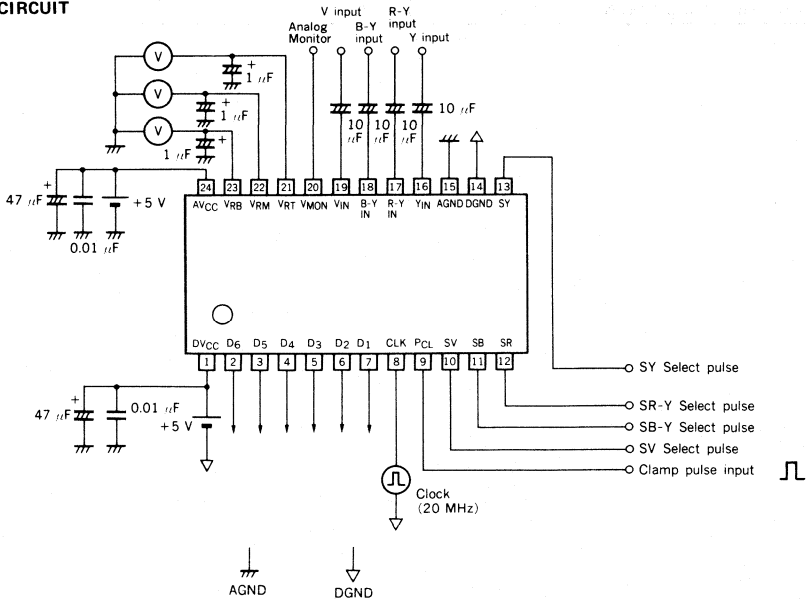 CIRCUIT
V input
R-Y input
Analog Monitor
B-Y input
Y input
V
+
1 μF
V
+
1 μF
V
+
1 μF
10 μF
10 μF
10 μF
10 μF
+
47 μF
0.01 μF
+5 V
24 23 22 21 20 19 18 17 16 15 14 13
AVCC VRB VRM VRT VMON VIN B-Y IN R-Y IN YIN AGND DGND SY
DVCC D6 D5 D4 D3 D2 D1 CLK PCL SV SB SR
1 2 3 4 5 6 7 8 9 10 11 12
SY Select pulse
SR-Y Select pulse
SB-Y Select pulse
SV Select pulse
Clamp pulse input
+
47 μF
0.01 μF
+5 V
Clock
(20 MHz)
AGND
DGND